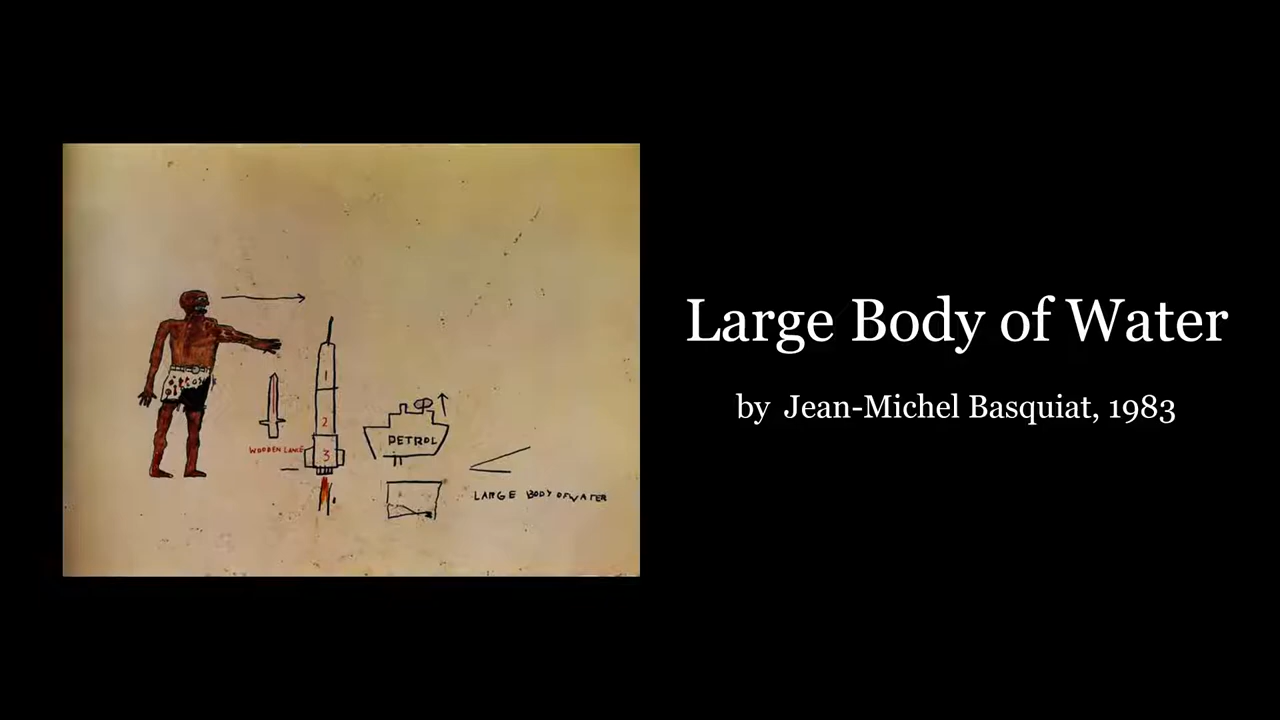 1
2
3
WOODEN LANCE
PETROL
LARGE BODY OF WATER
Large Body of Water
by Jean-Michel Basquiat, 1983